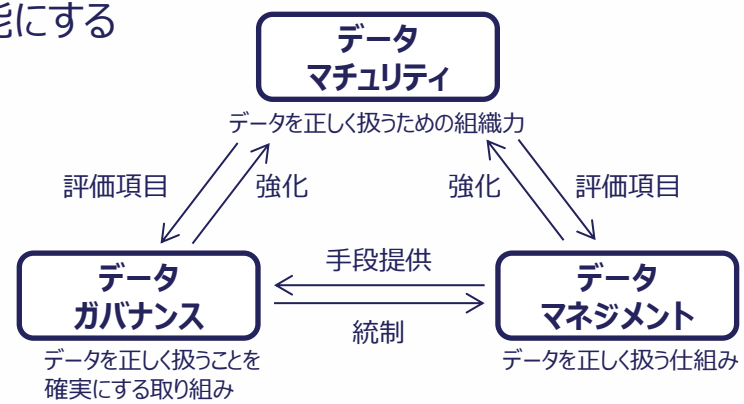 能にする
データ
マチュリティ
データを正しく扱うための組織力
評価項目
強化
強化
評価項目
手段提供
統制
データ
ガバナンス
データを正しく扱うことを
確実にする取り組み
データ
マネジメント
データを正しく扱う仕組み